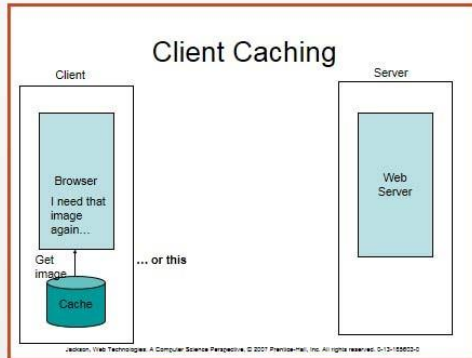 Client Caching
Client
Server
Browser
I need that
image
again…
Web
Server
Get
image
… or this
Cache
Jackson, Web Technologies: A Computer Science Perspective, © 2007 Prentice-Hall, Inc. All rights reserved. 0-13-185603-0